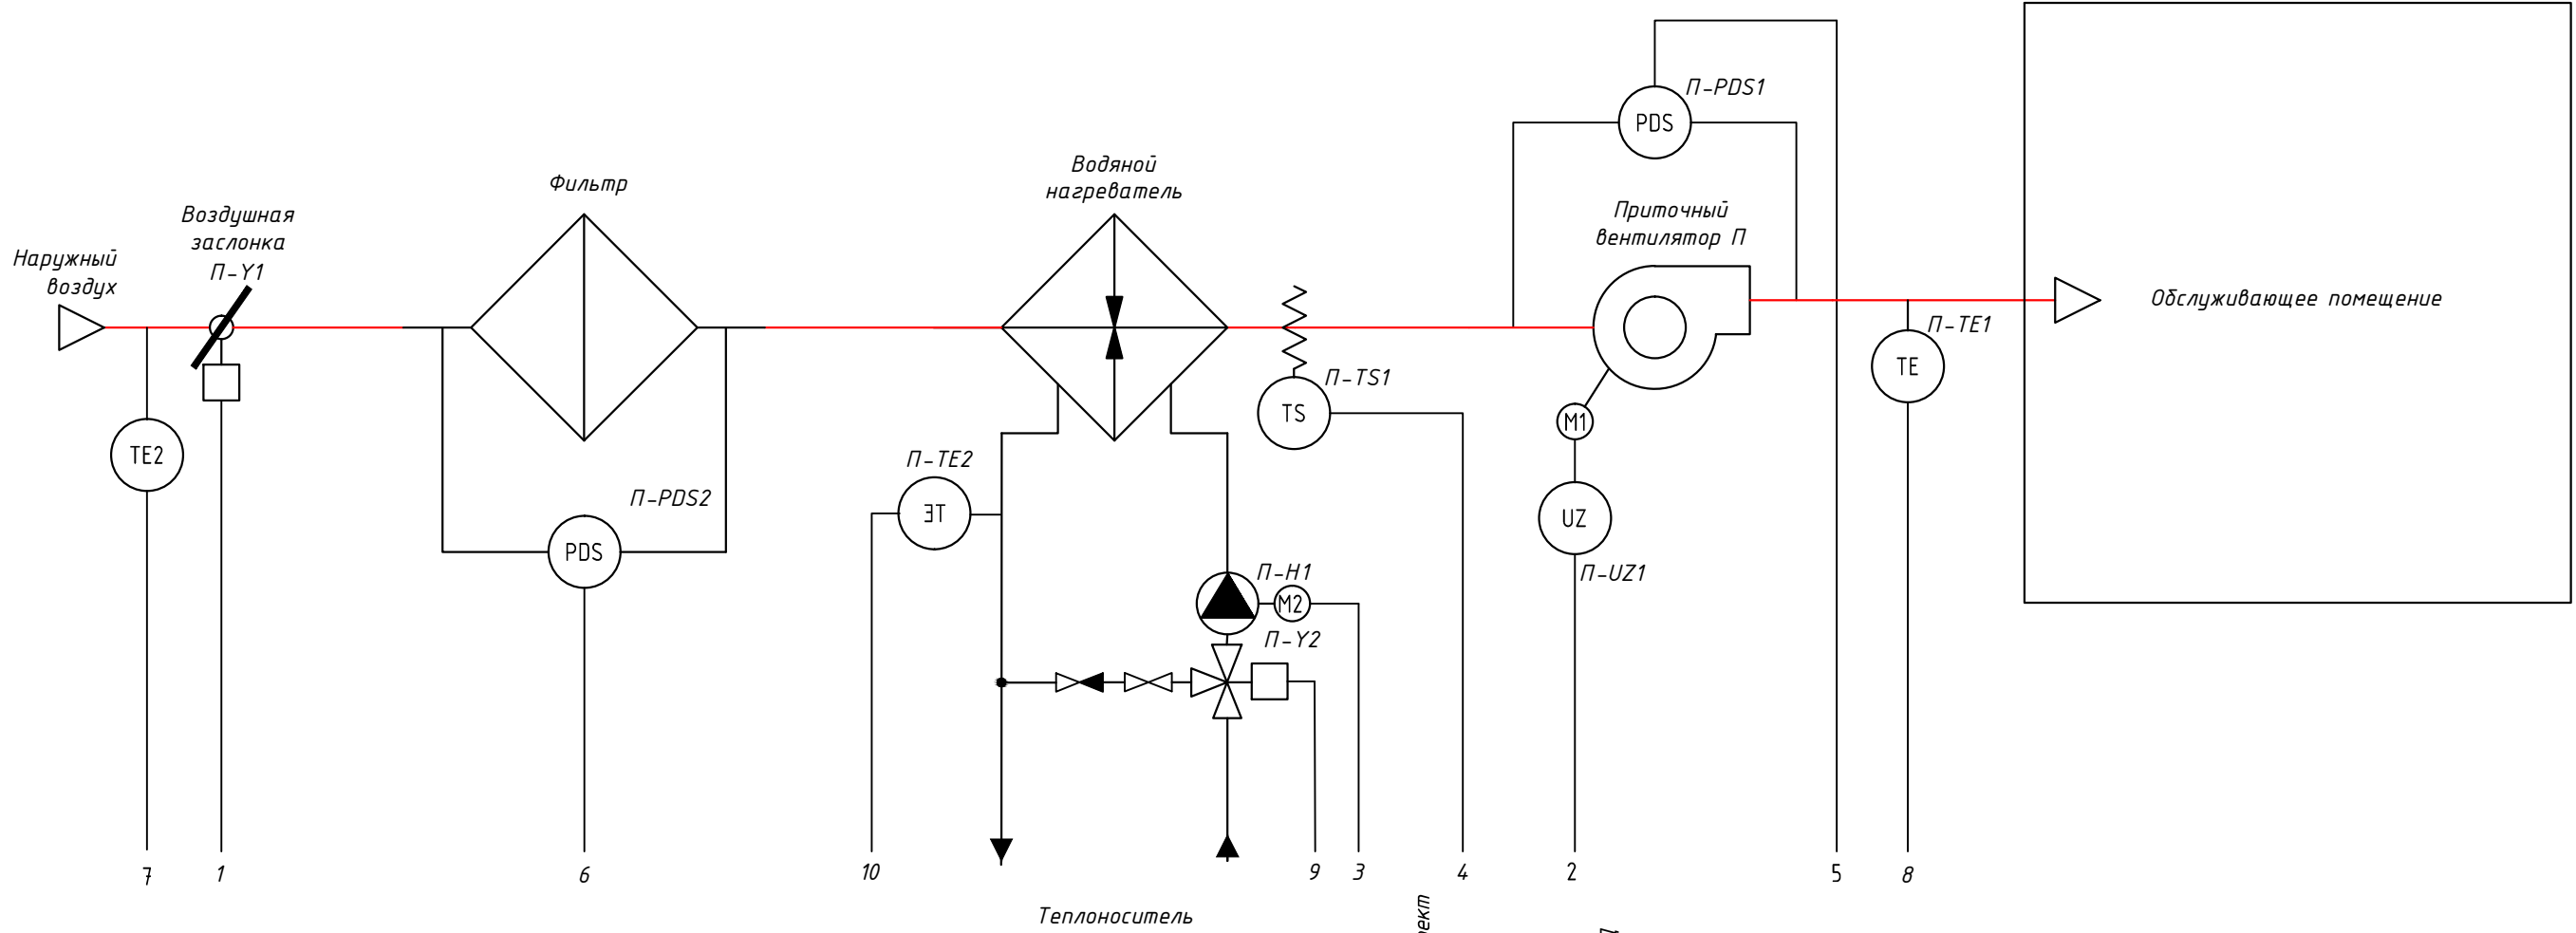 П-PDS1
PDS
Водяной
нагреватель
Фильтр
Приточный
вентилятор П
Воздушная
заслонка
П-Y1
Наружный
воздух
Обслуживающее помещение
П-TE1
TE
П-TS1
TS
M1
TE2
П-TE2
ЭТ
П-PDS2
PDS
UZ
П-UZ1
П-H1
M2
П-Y2
7
1
6
10
9
3
4
2
5
8
Теплоноситель